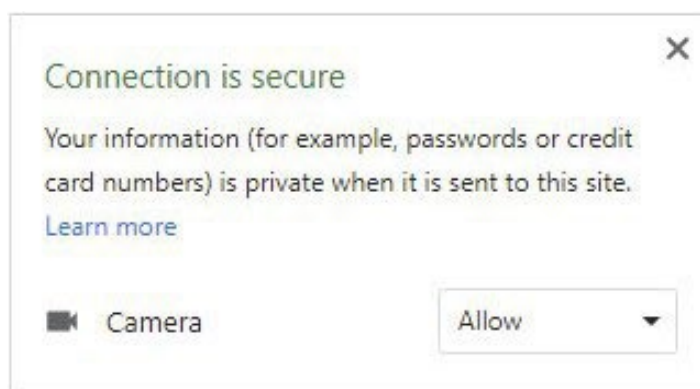 Connection is secure
Your information (for example, passwords or credit
card numbers) is private when it is sent to this site.
Learn more
Camera Allow